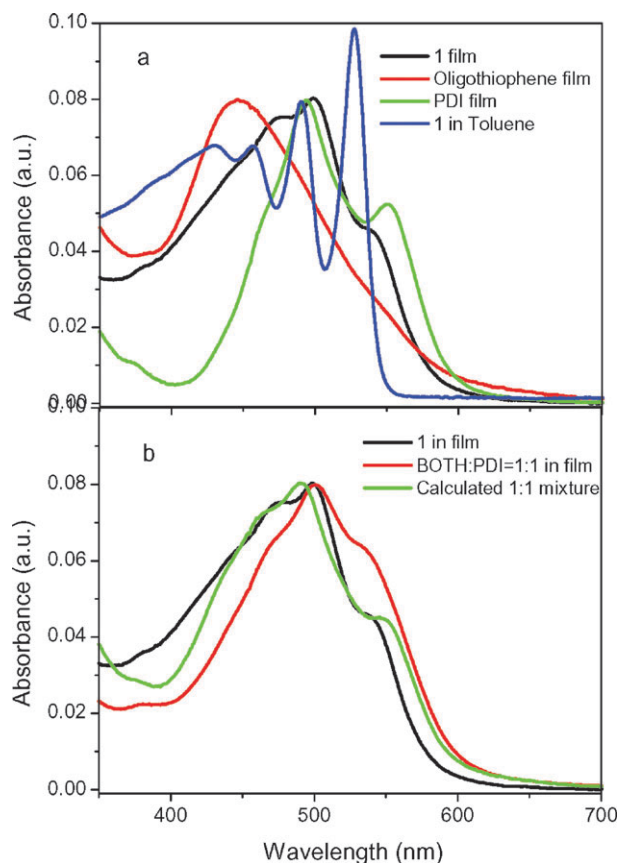 0.10
a
1 film
Oligothiophene film
PDI film
1 in Toluene
0.08
0.06
0.04
0.02
0.00
Absorbance (a.u.)
0.10
b
1 in film
BOTH:PDI=1:1 in film
Calculated 1:1 mixture
0.08
0.06
0.04
0.02
0.00
Absorbance (a.u.)
400 500 600 700
Wavelength (nm)